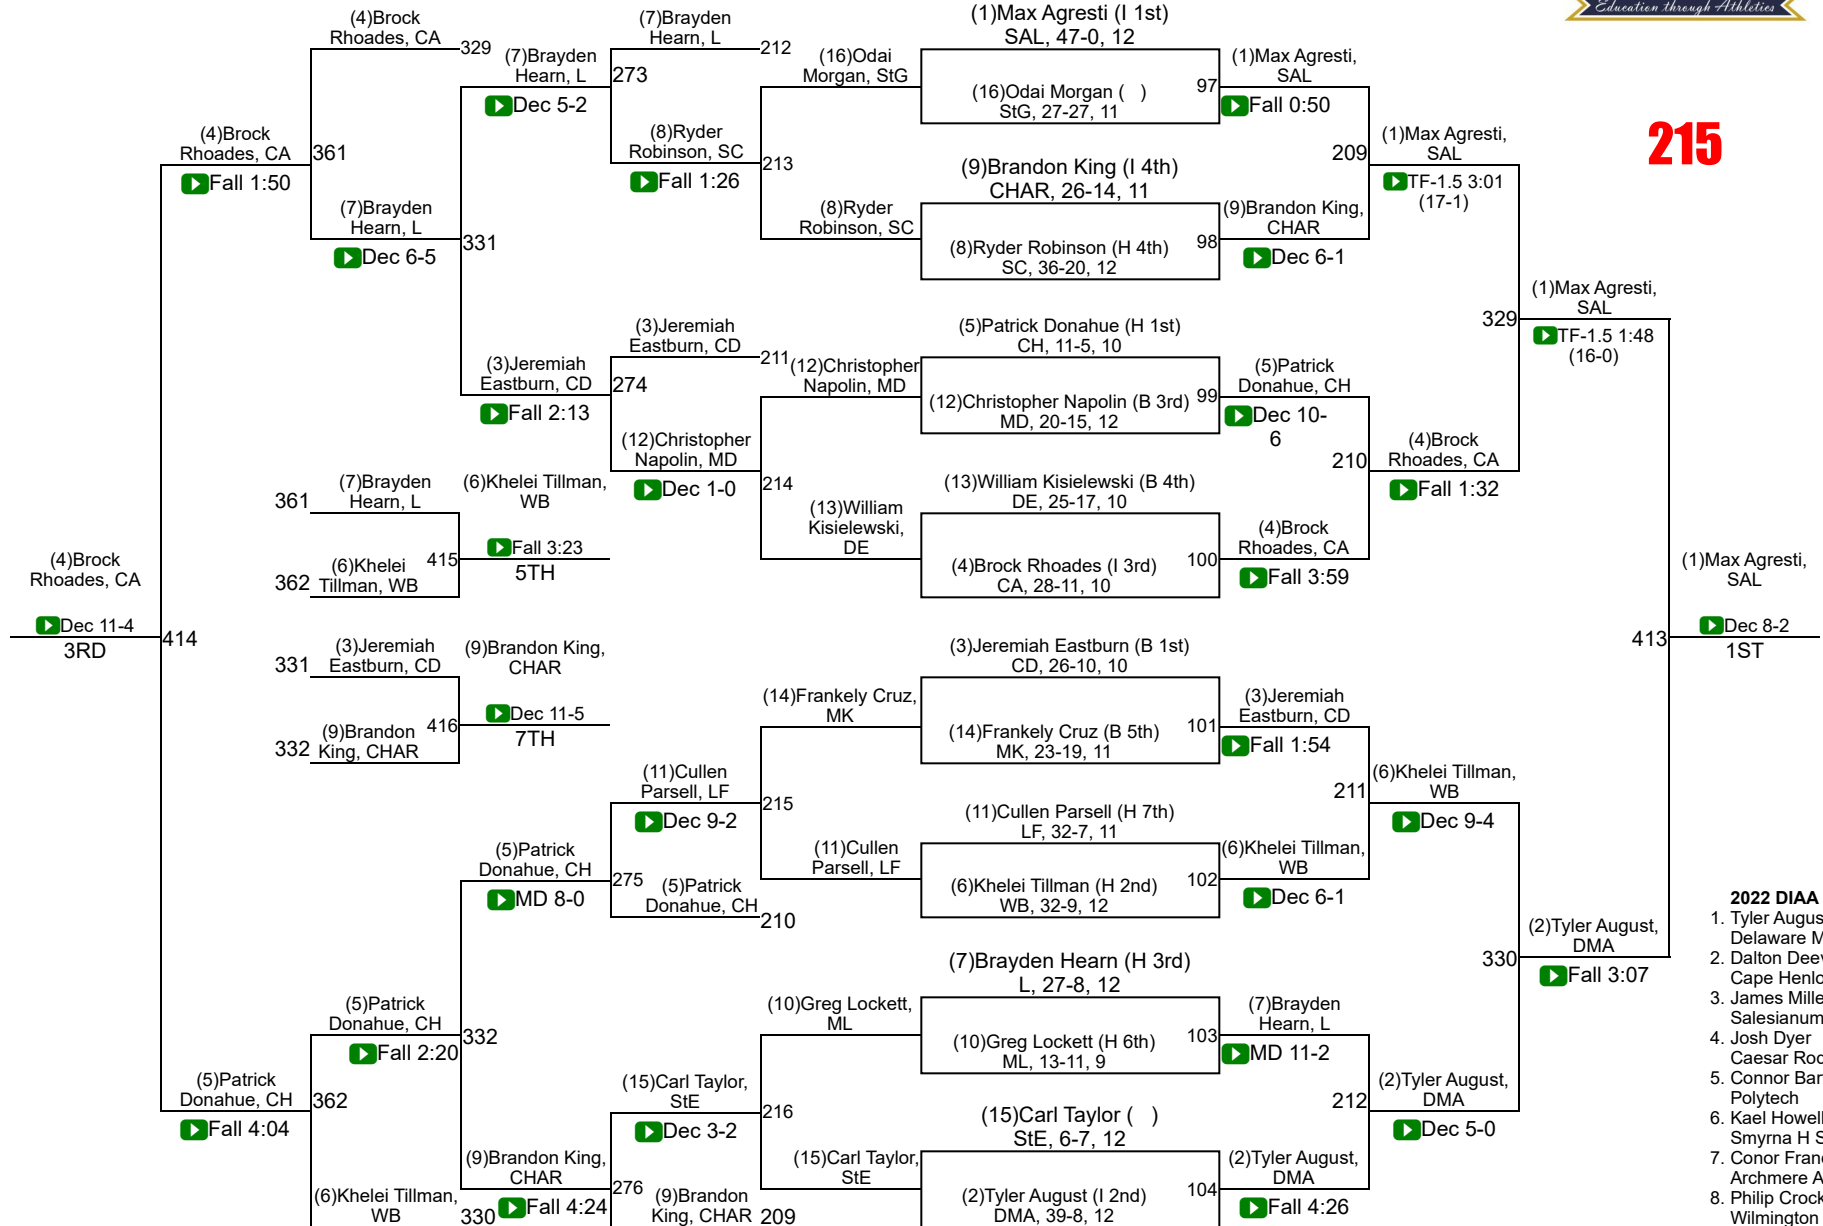 Education through Athletics
215
(4)Brock
Rhoades, CA
329
(7)Brayden
Hearn, L
Dec 5-2
(7)Brayden
Hearn, L
212
273
(8)Ryder
Robinson, SC
Fall 1:26
213
(16)Odai
Morgan, StG
(8)Ryder
Robinson, SC
(1)Max Agresti (I 1st)
SAL, 47-0, 12
(16)Odai Morgan ( )
StG, 27-27, 11
97
(1)Max Agresti,
SAL
Fall 0:50
(9)Brandon King (I 4th)
CHAR, 26-14, 11
(8)Ryder Robinson (H 4th)
SC, 36-20, 12
98
(9)Brandon King,
CHAR
Dec 6-1
209
(1)Max Agresti,
SAL
TF-1.5 3:01
(17-1)
(4)Brock
Rhoades, CA
Fall 1:50
361
(7)Brayden
Hearn, L
Dec 6-5
331
(3)Jeremiah
Eastburn, CD
Fall 2:13
(3)Jeremiah
Eastburn, CD
211
274
(12)Christopher
Napolin, MD
Dec 1-0
214
(12)Christopher
Napolin, MD
(13)William
Kisielewski,
DE
(5)Patrick Donahue (H 1st)
CH, 11-5, 10
(12)Christopher Napolin (B 3rd)
MD, 20-15, 12
99
(5)Patrick
Donahue, CH
Dec 10-
6
(13)William Kisielewski (B 4th)
DE, 25-17, 10
(4)Brock Rhoades (I 3rd)
CA, 28-11, 10
100
(4)Brock
Rhoades, CA
Fall 3:59
210
(4)Brock
Rhoades, CA
Fall 1:32
329
(1)Max Agresti,
SAL
TF-1.5 1:48
(16-0)
361
(7)Brayden
Hearn, L
362
(6)Khelei
Tillman, WB
415
(6)Khelei Tillman,
WB
Fall 3:23
5TH
(4)Brock
Rhoades, CA
Dec 11-4
3RD
414
331
(3)Jeremiah
Eastburn, CD
332
(9)Brandon
King, CHAR
416
(9)Brandon King,
CHAR
Dec 11-5
7TH
413
(1)Max Agresti,
SAL
Dec 8-2
1ST
(14)Frankely Cruz,
MK
(3)Jeremiah Eastburn (B 1st)
CD, 26-10, 10
(14)Frankely Cruz (B 5th)
MK, 23-19, 11
101
(3)Jeremiah
Eastburn, CD
Fall 1:54
(11)Cullen
Parsell, LF
Dec 9-2
215
(11)Cullen
Parsell, LF
(11)Cullen Parsell (H 7th)
LF, 32-7, 11
(6)Khelei Tillman (H 2nd)
WB, 32-9, 12
102
(6)Khelei Tillman,
WB
Dec 6-1
211
(6)Khelei Tillman,
WB
Dec 9-4
(5)Patrick
Donahue, CH
MD 8-0
275
(5)Patrick
Donahue, CH
210
330
(2)Tyler August,
DMA
Fall 3:07
(5)Patrick
Donahue, CH
Fall 2:20
332
(10)Greg Lockett,
ML
(7)Brayden Hearn (H 3rd)
L, 27-8, 12
(10)Greg Lockett (H 6th)
ML, 13-11, 9
103
(7)Brayden
Hearn, L
MD 11-2
(5)Patrick
Donahue, CH
Fall 4:04
362
(15)Carl Taylor,
StE
Dec 3-2
216
(15)Carl Taylor,
StE
(15)Carl Taylor ( )
StE, 6-7, 12
(2)Tyler August (I 2nd)
DMA, 39-8, 12
104
(2)Tyler August,
DMA
Fall 4:26
212
(2)Tyler August,
DMA
Dec 5-0
(6)Khelei Tillman,
WB
330
(9)Brandon King,
CHAR
Fall 4:24
276
(9)Brandon
King, CHAR
209
2022 DIAA
1. Tyler Augus
Delaware M
2. Dalton Deev
Cape Henlo
3. James Mille
Salesianum
4. Josh Dyer
Caesar Rod
5. Connor Bar
Polytech
6. Kael Howell
Smyrna H S
7. Conor Franc
Archmere A
8. Philip Crock
Wilmington